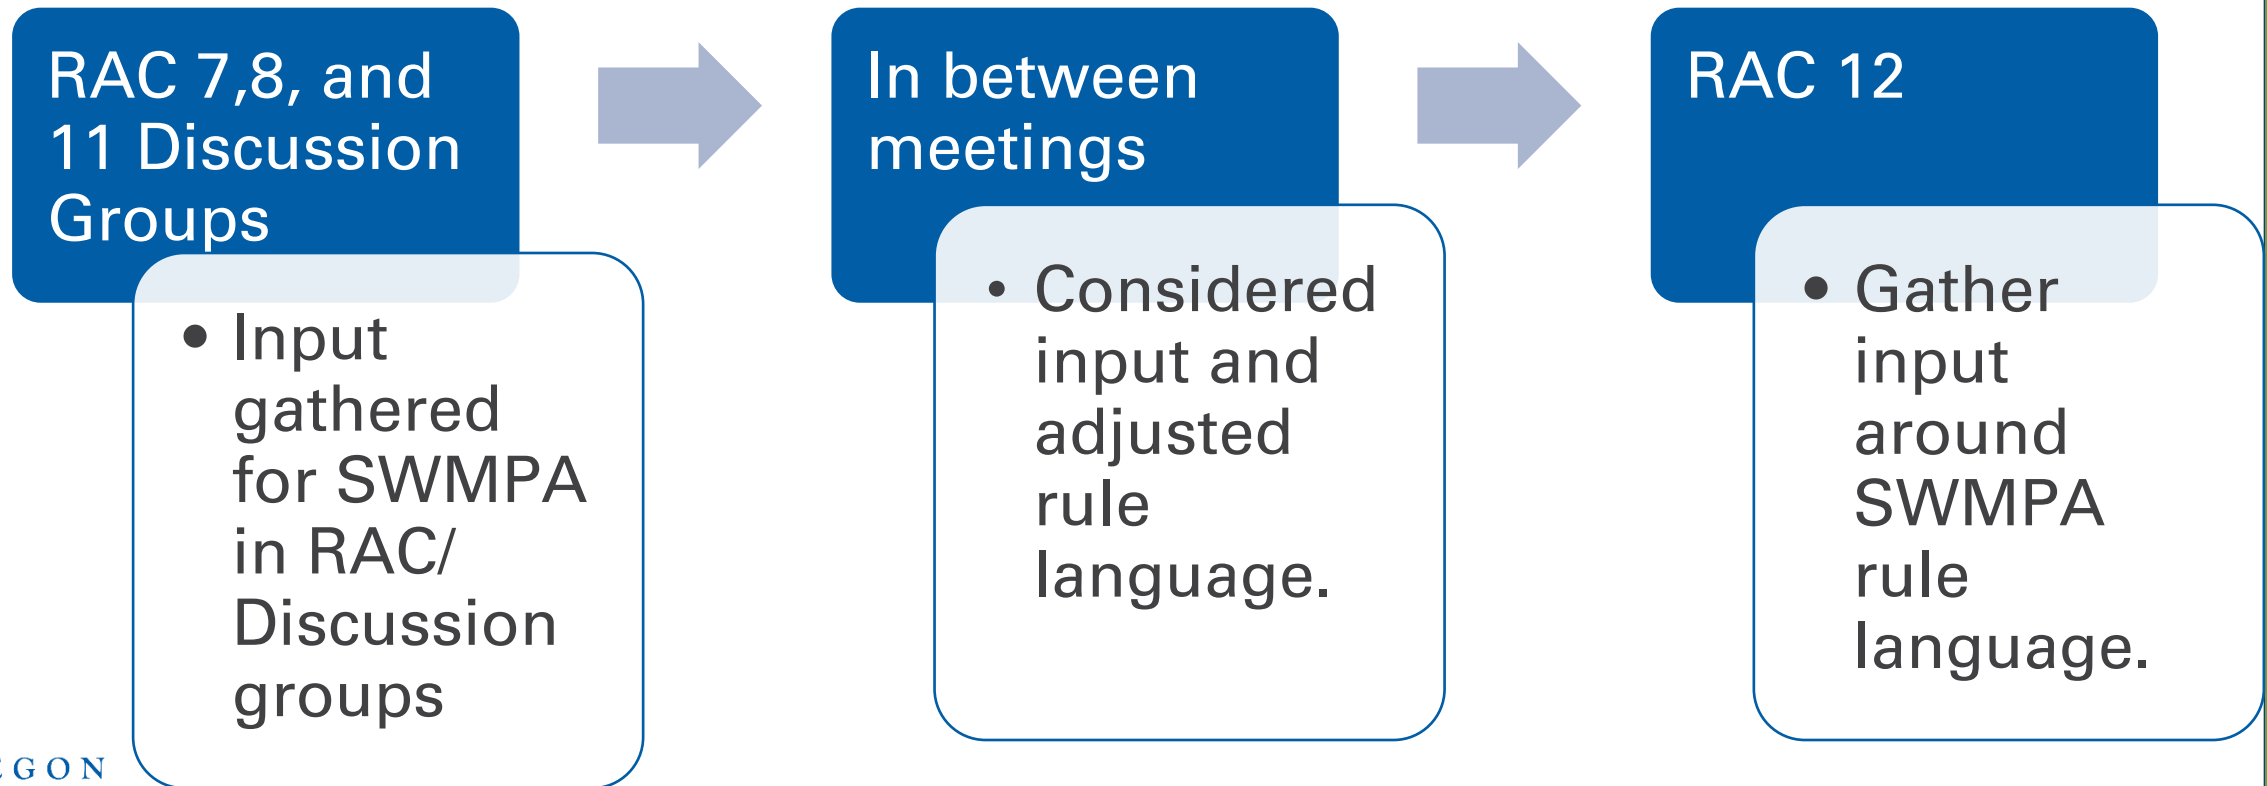 RAC 7,8, and
11 Discussion
Groups
• Input
gathered
for SWMPA
in RAC/
Discussion
groups
In between
meetings
• Considered
input and
adjusted
rule
language.
RAC 12
• Gather
input
around
SWMPA
rule
language.
EGON